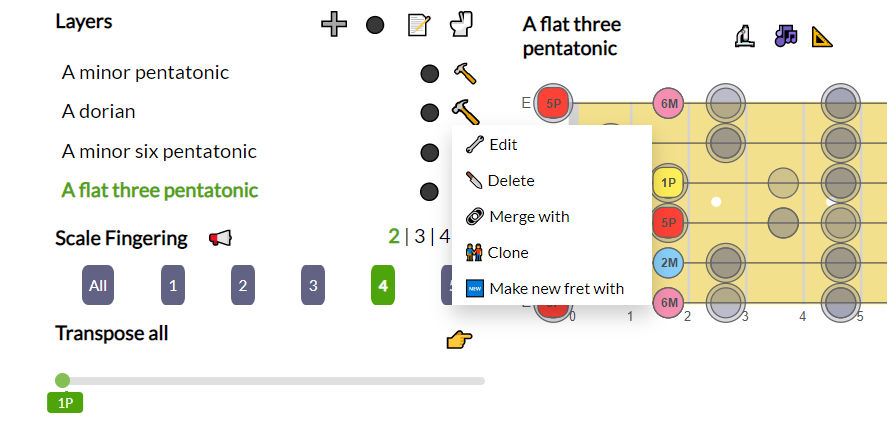 Layers
A minor pentatonic
A dorian
A minor six pentatonic
A flat three pentatonic
Scale Fingering
2 | 3 | 4
All
1
2
3
4
Transpose all
1P
Edit
Delete
Merge with
Clone
NEW
Make new fret with
A flat three
pentatonic
E
5P
6M
1P
5P
2M
6M
0
1
2
3
4
5